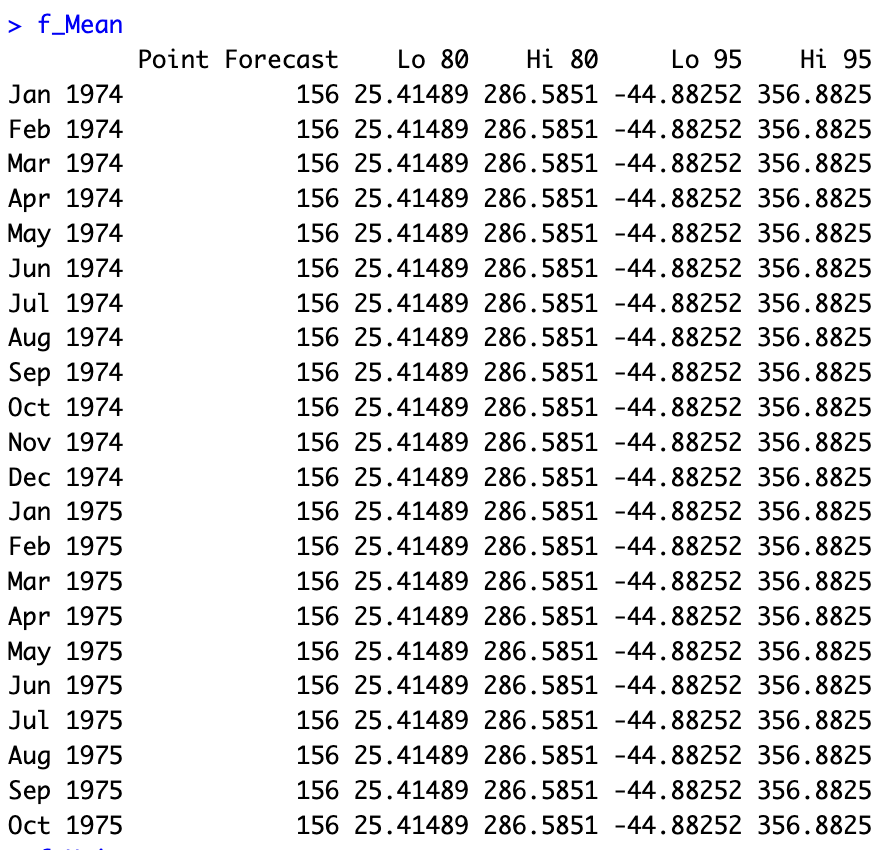 > f_Mean
         Point Forecast    Lo 80    Hi 80     Lo 95    Hi 95
Jan 1974            156 25.41489 286.5851 -44.88252 356.8825
Feb 1974            156 25.41489 286.5851 -44.88252 356.8825
Mar 1974            156 25.41489 286.5851 -44.88252 356.8825
Apr 1974            156 25.41489 286.5851 -44.88252 356.8825
May 1974            156 25.41489 286.5851 -44.88252 356.8825
Jun 1974            156 25.41489 286.5851 -44.88252 356.8825
Jul 1974            156 25.41489 286.5851 -44.88252 356.8825
Aug 1974            156 25.41489 286.5851 -44.88252 356.8825
Sep 1974            156 25.41489 286.5851 -44.88252 356.8825
Oct 1974            156 25.41489 286.5851 -44.88252 356.8825
Nov 1974            156 25.41489 286.5851 -44.88252 356.8825
Dec 1974            156 25.41489 286.5851 -44.88252 356.8825
Jan 1975            156 25.41489 286.5851 -44.88252 356.8825
Feb 1975            156 25.41489 286.5851 -44.88252 356.8825
Mar 1975            156 25.41489 286.5851 -44.88252 356.8825
Apr 1975            156 25.41489 286.5851 -44.88252 356.8825
May 1975            156 25.41489 286.5851 -44.88252 356.8825
Jun 1975            156 25.41489 286.5851 -44.88252 356.8825
Jul 1975            156 25.41489 286.5851 -44.88252 356.8825
Aug 1975            156 25.41489 286.5851 -44.88252 356.8825
Sep 1975            156 25.41489 286.5851 -44.88252 356.8825
Oct 1975            156 25.41489 286.5851 -44.88252 356.8825